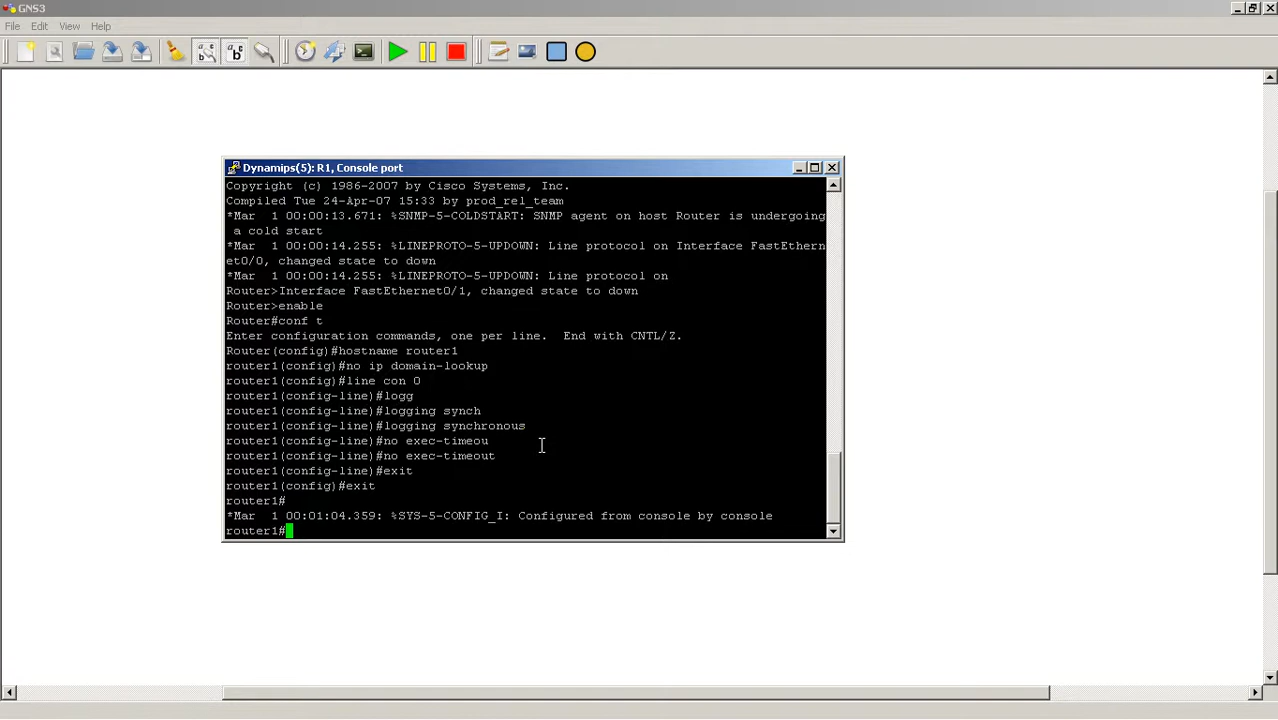 GNS3
File Edit View Help
Dynamips(5): R1, Console port
Copyright (c) 1986-2007 by Cisco Systems, Inc.
Compiled Tue 24-Apr-07 15:33 by prod_rel_team
*Mar  1 00:00:13.671: %SNMP-5-COLDSTART: SNMP agent on host Router is undergoing
 a cold start
*Mar  1 00:00:14.255: %LINEPROTO-5-UPDOWN: Line protocol on Interface FastEthern
et0/0, changed state to down
*Mar  1 00:00:14.255: %LINEPROTO-5-UPDOWN: Line protocol on
Router>Interface FastEthernet0/1, changed state to down
Router>enable
Router#conf t
Enter configuration commands, one per line.  End with CNTL/Z.
Router(config)#hostname router1
router1(config)#no ip domain-lookup
router1(config)#line con 0
router1(config-line)#logg
router1(config-line)#logging synch
router1(config-line)#logging synchronous
router1(config-line)#no exec-timeou
router1(config-line)#no exec-timeout
router1(config-line)#exit
router1(config)#exit
router1#
*Mar  1 00:01:04.359: %SYS-5-CONFIG_I: Configured from console by console
router1#